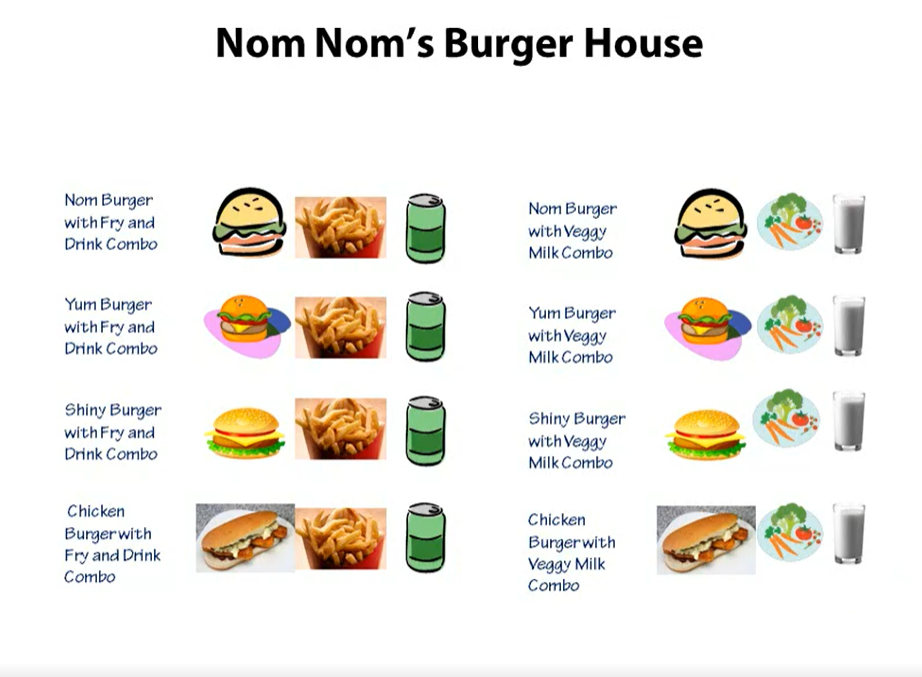 Nom Nom's Burger House
Nom Burger
with Fry and
Drink Combo
Yum Burger
with Fry and
Drink Combo
Shiny Burger
with Fry and
Drink Combo
Chicken
Burger with
Fry and Drink
Combo
Nom Burger
with Veggy
Milk Combo
Yum Burger
with Veggy
Milk Combo
Shiny Burger
with Veggy
Milk Combo
Chicken
Burger with
Veggy Milk
Combo